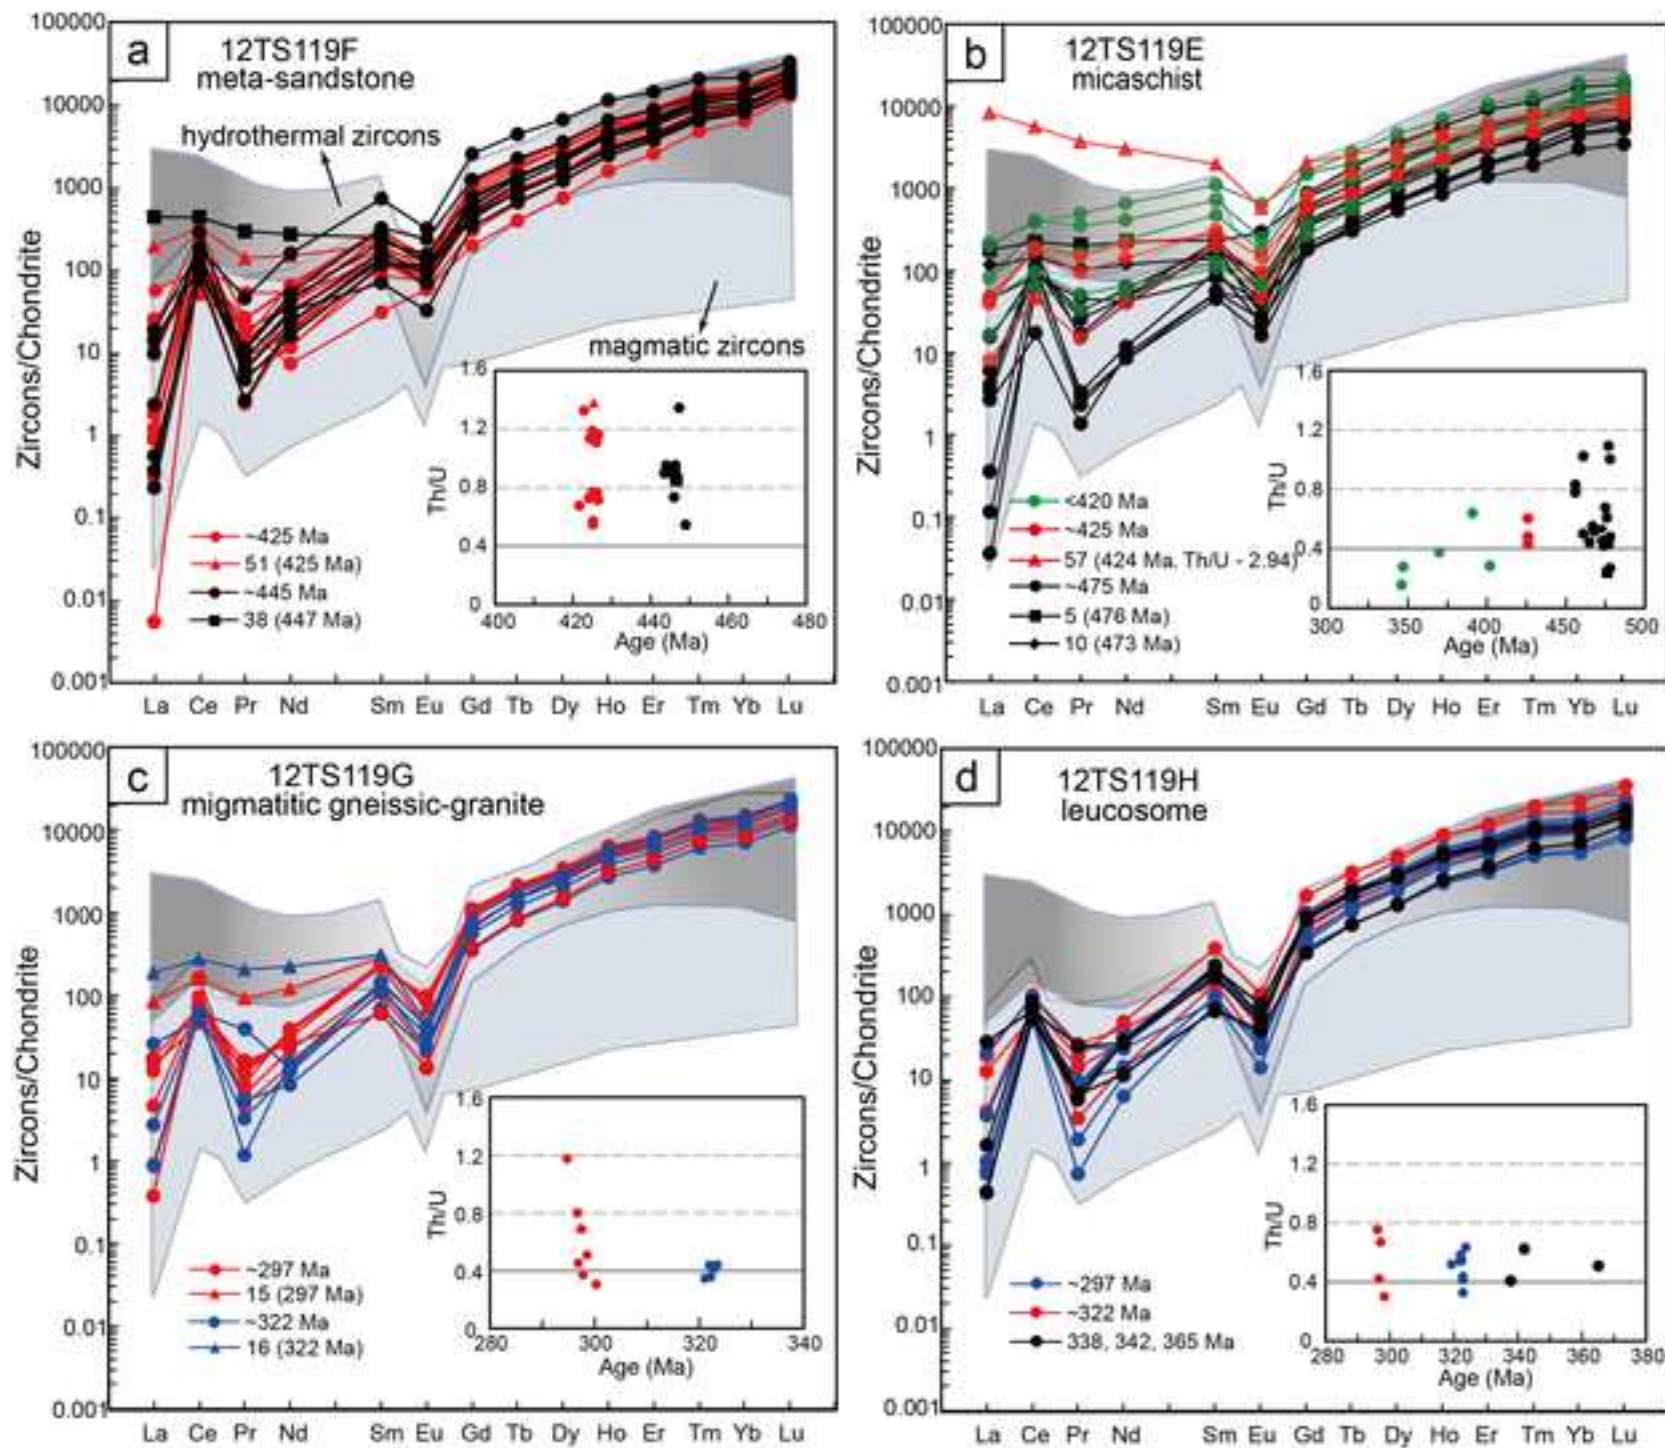 a
12TS119F
meta-sandstone
hydrothermal zircons
magmatic zircons
Zircons/Chondrite
100000
10000
1000
100
10
1
0.1
0.01
0.001
~425 Ma
51 (425 Ma)
~445 Ma
38 (447 Ma)
Th/U
1.6
1.2
0.8
0.4
0
400 420 440 460 480
Age (Ma)
La Ce Pr Nd Sm Eu Gd Tb Dy Ho Er Tm Yb Lu
b
12TS119E
micaschist
Zircons/Chondrite
100000
10000
1000
100
10
1
0.1
0.01
0.001
<420 Ma
~425 Ma
57 (424 Ma, Th/U - 2.94)
~475 Ma
5 (476 Ma)
10 (473 Ma)
Th/U
1.6
1.2
0.8
0.4
0
300 350 400 450 500
Age (Ma)
La Ce Pr Nd Sm Eu Gd Tb Dy Ho Er Tm Yb Lu
c
12TS119G
migmatitic gneissic-granite
Zircons/Chondrite
100000
10000
1000
100
10
1
0.1
0.01
0.001
~297 Ma
15 (297 Ma)
~322 Ma
16 (322 Ma)
Th/U
1.6
1.2
0.8
0.4
0
280 300 320 340
Age (Ma)
La Ce Pr Nd Sm Eu Gd Tb Dy Ho Er Tm Yb Lu
d
12TS119H
leucosome
Zircons/Chondrite
100000
10000
1000
100
10
1
0.1
0.01
0.001
~297 Ma
~322 Ma
338, 342, 365 Ma
Th/U
1.6
1.2
0.8
0.4
0
280 300 320 340 360 380
Age (Ma)
La Ce Pr Nd Sm Eu Gd Tb Dy Ho Er Tm Yb Lu